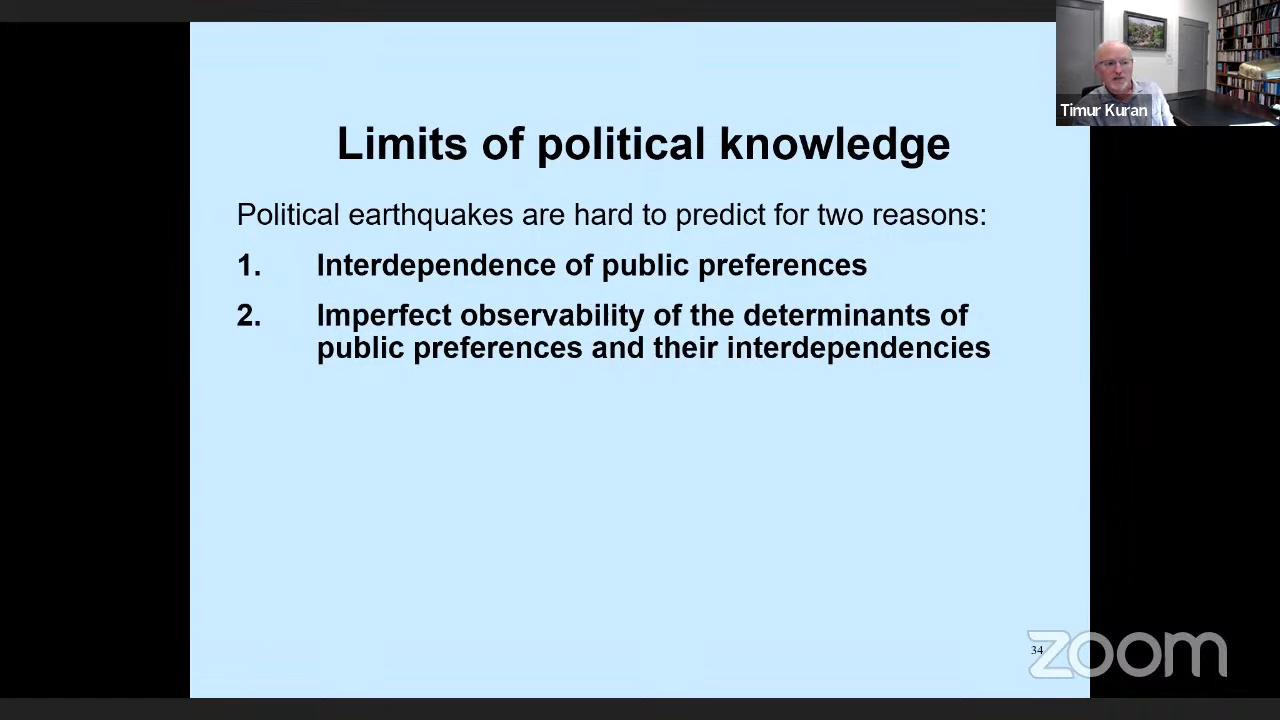 Timur Kuran
Limits of political knowledge
Political earthquakes are hard to predict for two reasons:
1. Interdependence of public preferences
2. Imperfect observability of the determinants of
public preferences and their interdependencies
34
zoom